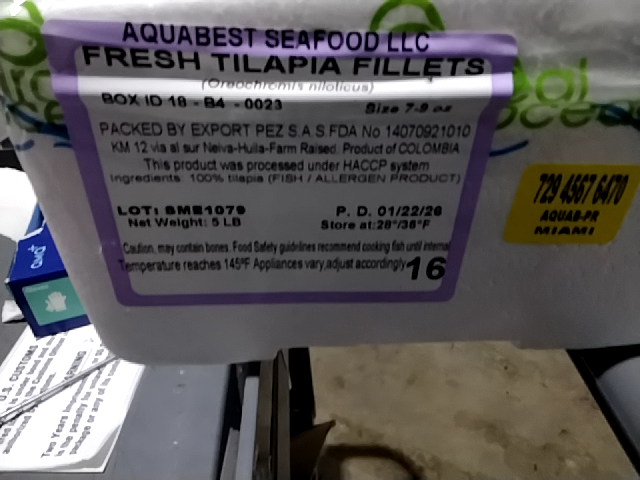 AQUABEST SEAFOOD LLC
FRESH TILAPIA FILLETS
(Oreochromis niloticus)
BOX ID 18 - B4 - 0023
Size 7-9 oz
PACKED BY EXPORT PEZ S.A.S FDA No 14070921010
KM 12 via al sur Neiva-Huila-Farm Raised. Product of COLOMBIA
This product was processed under HACCP system
Ingredients: 100% tilapia (FISH / ALLERGEN PRODUCT)
LOT: SME1079
P. D. 01/22/26
Net Weight: 5 LB
Store at:28°/36°F
Caution, may contain bones. Food Safety guidelines recommend cooking fish until internal
Temperature reaches 145°F Appliances vary,adjust accordingly
16
729 4567 6470
AQUAB-PR
MIAMI
U.S. CUSTOMS
Two Years